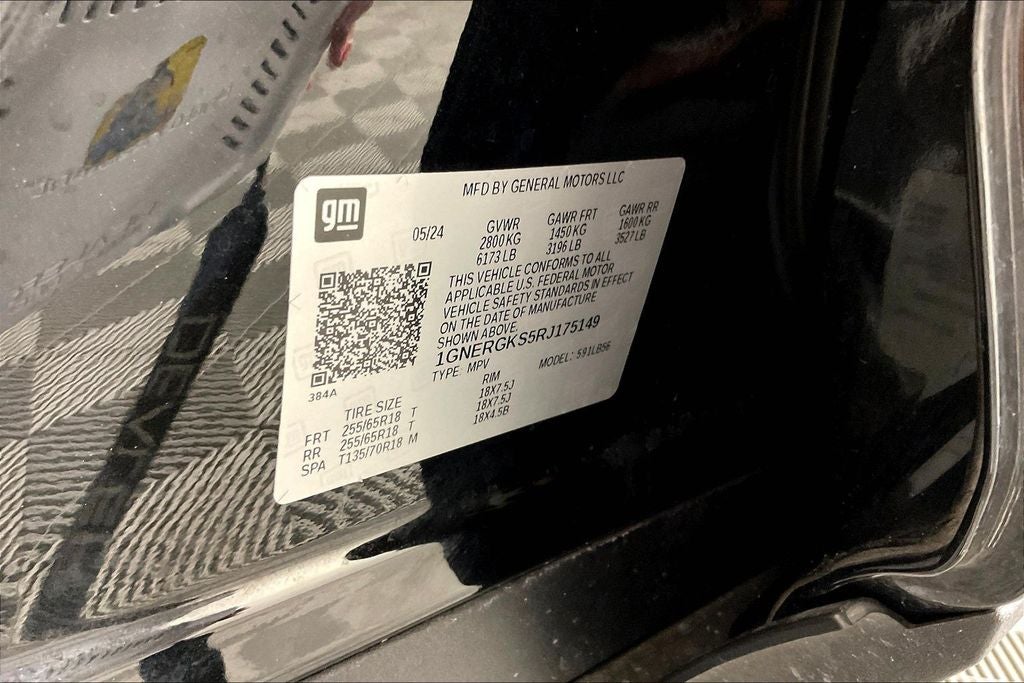 gm
MFD BY GENERAL MOTORS LLC
05/24
GVWR
2800 KG
6173 LB
GAWR FRT
1450 KG
3196 LB
GAWR RR
1600 KG
3527 LB
THIS VEHICLE CONFORMS TO ALL
APPLICABLE U.S. FEDERAL MOTOR
VEHICLE SAFETY STANDARDS IN EFFECT
ON THE DATE OF MANUFACTURE
SHOWN ABOVE.
1GNERGKS5RJ175149
TYPE MPV MODEL: 591LB56
384A
TIRE SIZE RIM
FRT 255/65R18 T 18X7.5J
RR 255/65R18 T 18X7.5J
SPA T135/70R18 M 18X4.5B